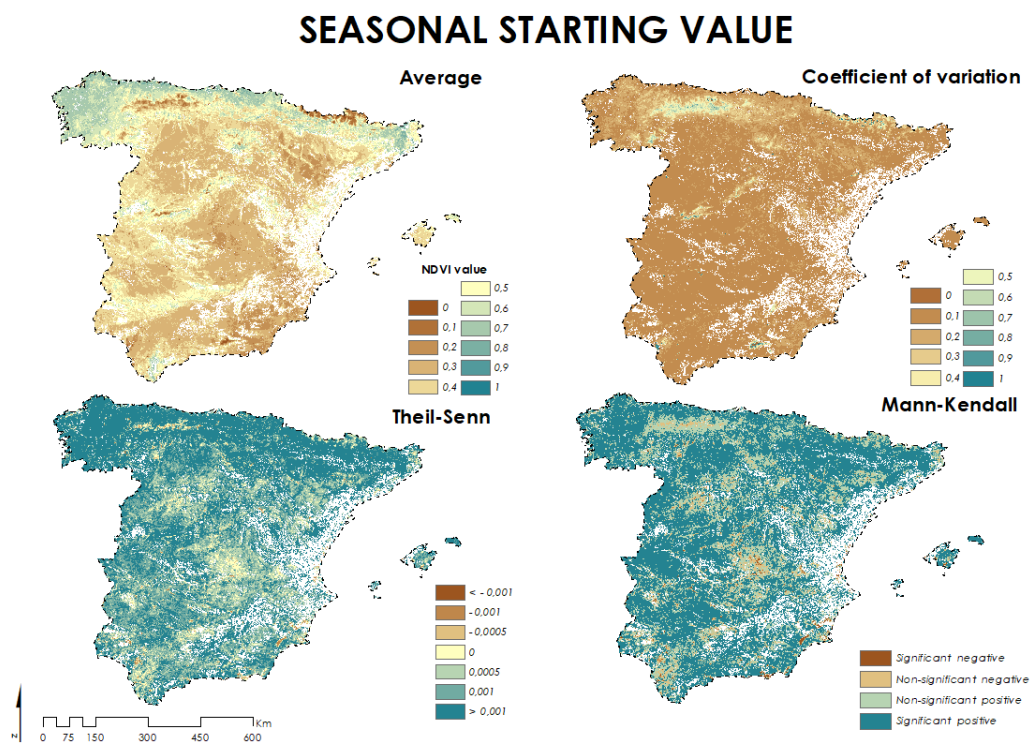 SEASONAL STARTING VALUE
Average
NDVI value
0
0,1
0,2
0,3
0,4
0,5
0,6
0,7
0,8
0,9
1
Coefficient of variation
0
0,1
0,2
0,3
0,4
0,5
0,6
0,7
0,8
0,9
1
Theil-Senn
< - 0,001
- 0,001
- 0,0005
0
0,0005
0,001
> 0,001
Mann-Kendall
Significant negative
Non-significant negative
Non-significant positive
Significant positive
N
0 75 150 300 450 600
Km